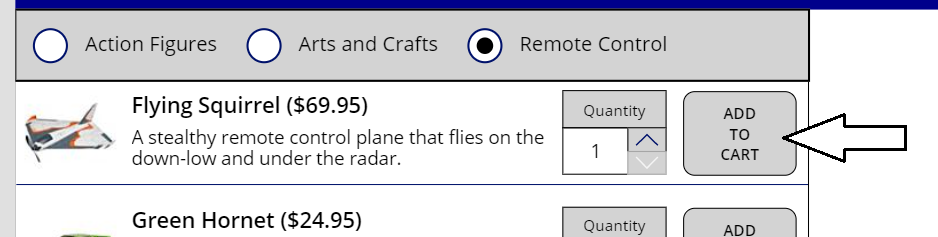 Action Figures
Arts and Crafts
Remote Control
Flying Squirrel ($69.95)
A stealthy remote control plane that flies on the
down-low and under the radar.
Quantity
1
ADD
TO
CART
Green Hornet ($24.95)
Quantity
ADD